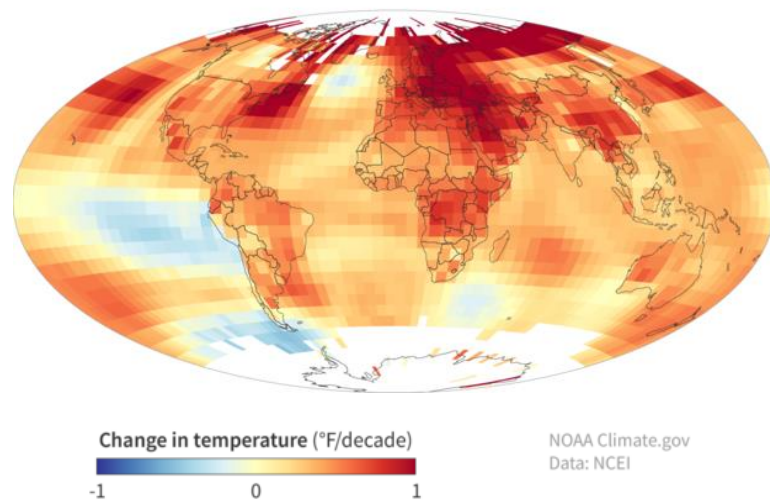 Change in temperature (°F/decade)
-1 0 1
NOAA Climate.gov
Data: NCEI